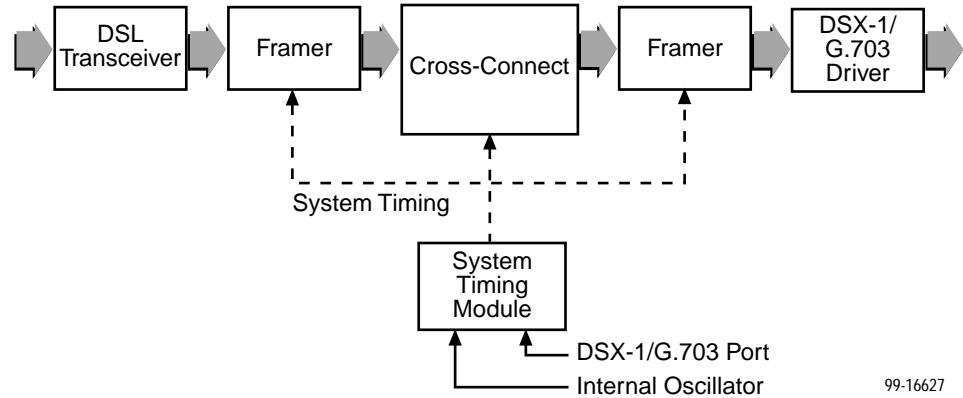 DSL
Transceiver
Framer
Cross-Connect
Framer
DSX-1/
G.703
Driver
System Timing
System
Timing
Module
DSX-1/G.703 Port
Internal Oscillator
99-16627